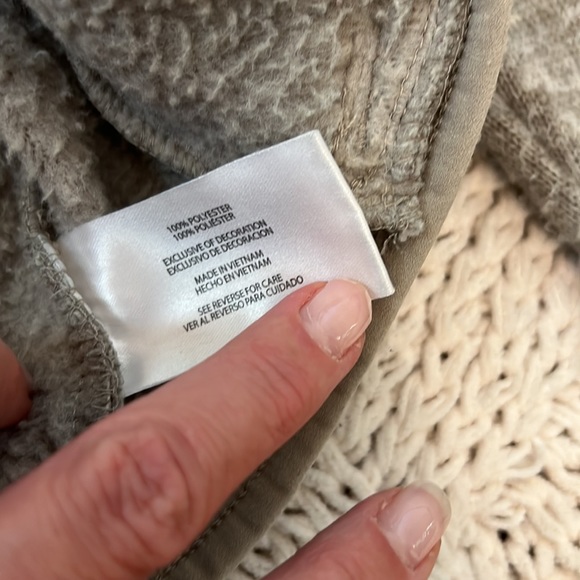 100% POLYESTER
100% POLIÉSTER
EXCLUSIVE OF DECORATION
EXCLUSIVO DE DECORACIÓN
MADE IN VIETNAM
HECHO EN VIETNAM
SEE REVERSE FOR CARE
VER AL REVERSO PARA CUIDADO